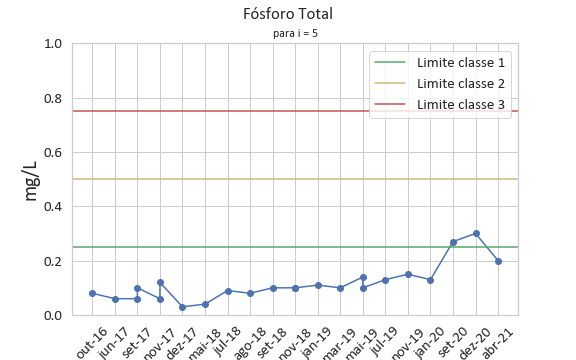 Fósforo Total
para i = 5
mg/L
1.0
0.8
0.6
0.4
0.2
0.0
Limite classe 1
Limite classe 2
Limite classe 3
out-16
jun-17
set-17
nov-17
dez-17
mai-18
jul-18
ago-18
set-18
nov-18
jan-19
mar-19
mai-19
jul-19
nov-19
jan-20
set-20
dez-20
abr-21